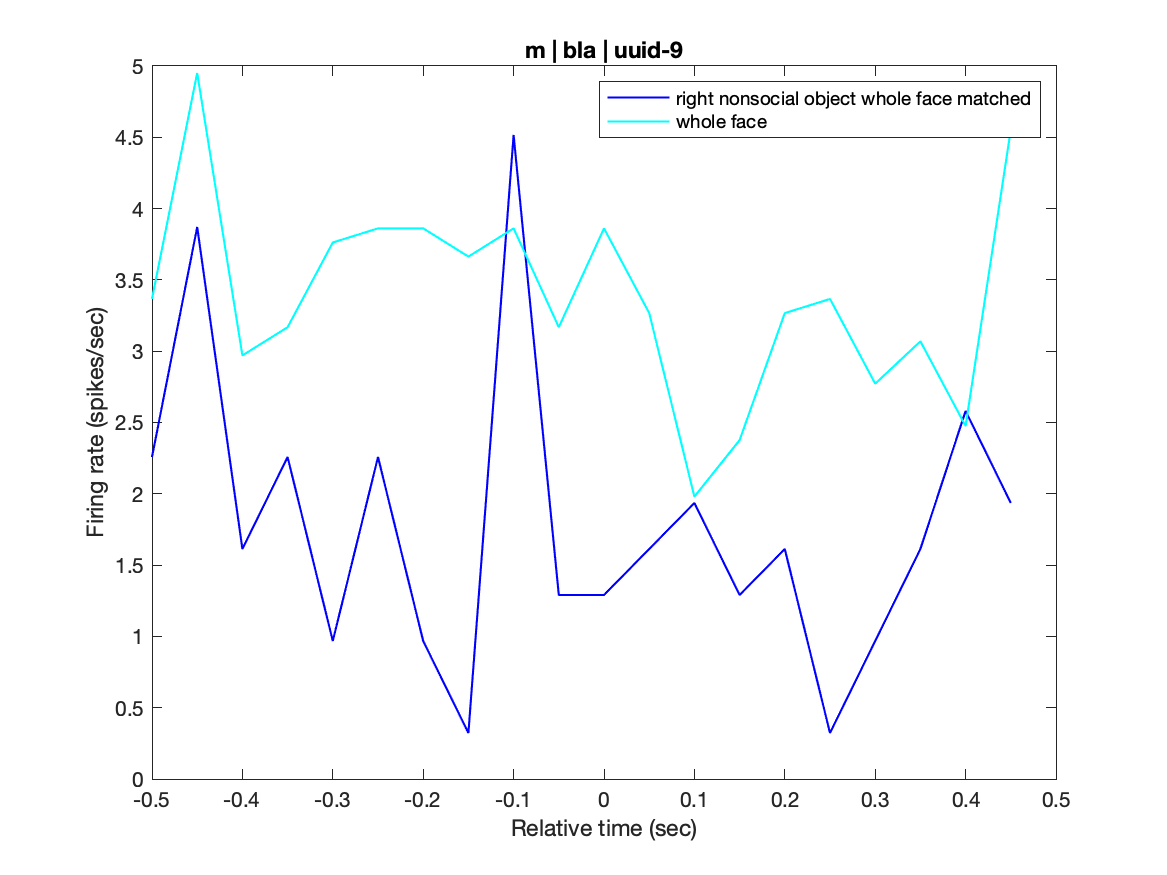 m | bla | uuid-9
right nonsocial object whole face matched
whole face
Firing rate (spikes/sec)
5
4.5
4
3.5
3
2.5
2
1.5
1
0.5
0
-0.5 -0.4 -0.3 -0.2 -0.1 0 0.1 0.2 0.3 0.4 0.5
Relative time (sec)